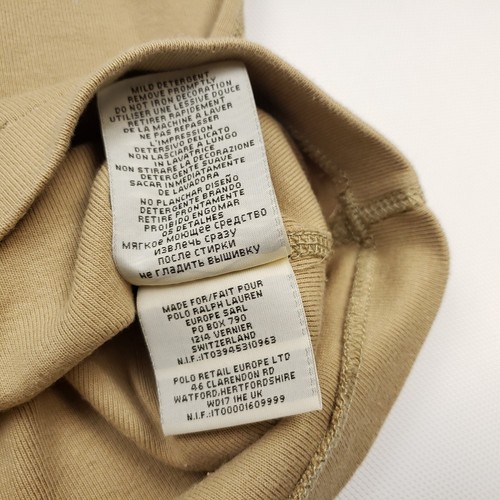 MILD DETERGENT
REMOVE PROMPTLY
DO NOT IRON DECORATION
UTILISER UNE LESSIVE DOUCE
RETIRER RAPIDEMENT
DE LA MACHINE A LAVER
NE PAS REPASSER
L'IMPRESSION
DETERSIVO DELICATO
NON LASCIARE A LUNGO
IN LAVATRICE
NON STIRARE LA DECORAZIONE
DETERGENTE SUAVE
SACAR INMEDIATAMENTE
DE LAVADORA
NO PLANCHAR DISEÑO
DETERGENTE BRANDO
RETIRE PRONTAMENTE
PROIBIDO ENGOMAR
OS DETALHES
мягкое моющее средство
извлечь сразу
после стирки
не гладить вышивку
MADE FOR/FAIT POUR
POLO RALPH LAUREN
EUROPE SARL
PO BOX 790
1214 VERNIER
SWITZERLAND
N.I.F.:IT03945310963
POLO RETAIL EUROPE LTD
46 CLARENDON RD
WATFORD,HERTFORDSHIRE
WD17 1HE UK
N.I.F.:IT00001609999